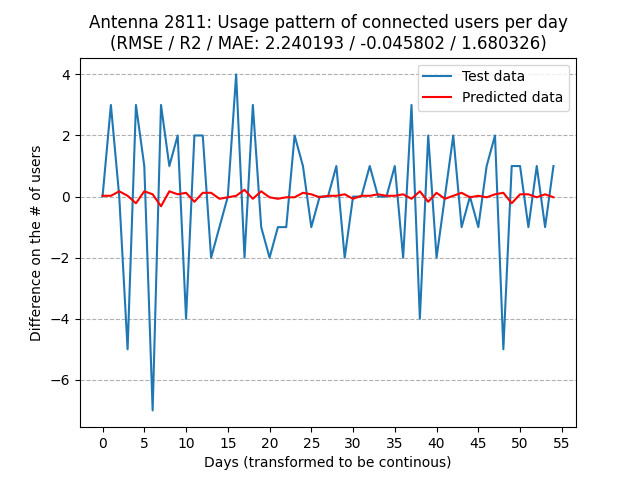 Antenna 2811: Usage pattern of connected users per day
(RMSE / R2 / MAE: 2.240193 / -0.045802 / 1.680326)
Test data
Predicted data
4
2
0
−2
−4
−6
Difference on the # of users
0 5 10 15 20 25 30 35 40 45 50 55
Days (transformed to be continous)